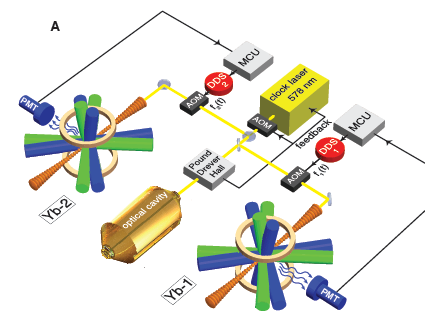 A
MCU
PMT
DDS
2
AOM
f₂(t)
clock laser
578 nm
AOM
MCU
feedback
DDS
1
Pound
Drever
Hall
AOM
f₁(t)
Yb-2
optical cavity
Yb-1
PMT